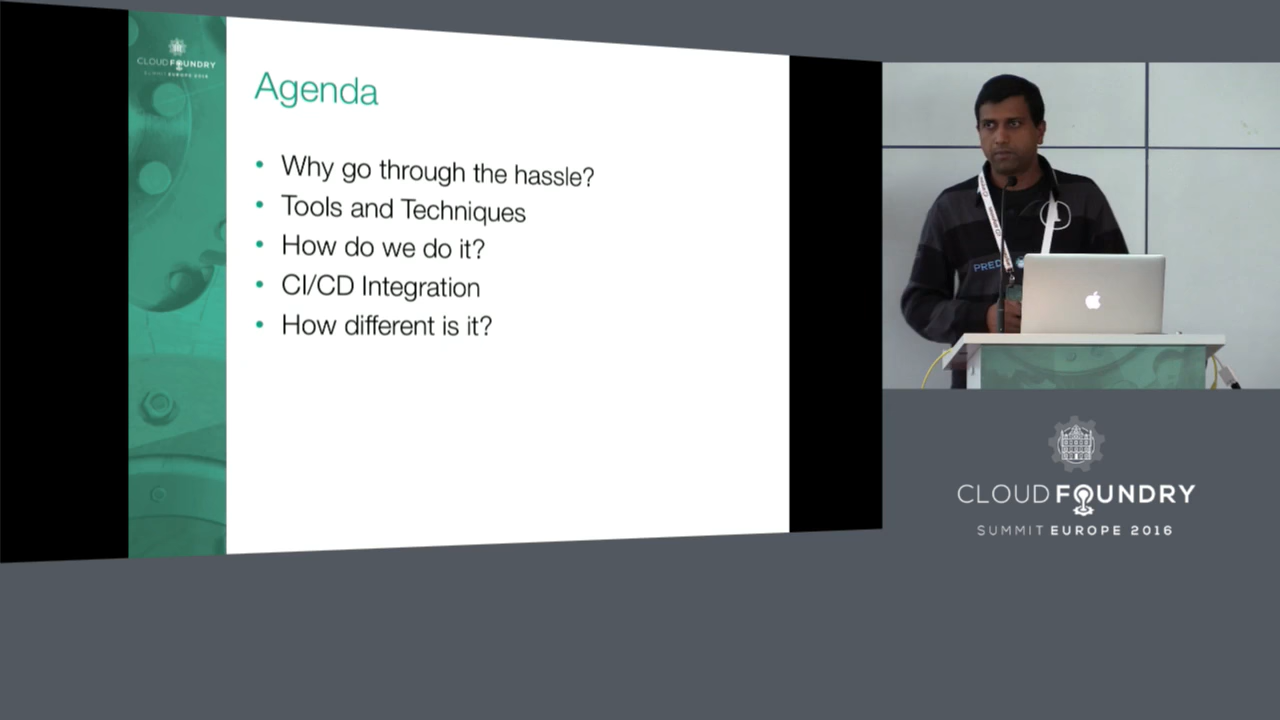 CLOUD FOUNDRY
SUMMIT EUROPE 2016
Agenda
• Why go through the hassle?
• Tools and Techniques
• How do we do it?
• CI/CD Integration
• How different is it?
PRED
CLOUD FOUNDRY
SUMMIT EUROPE 2016